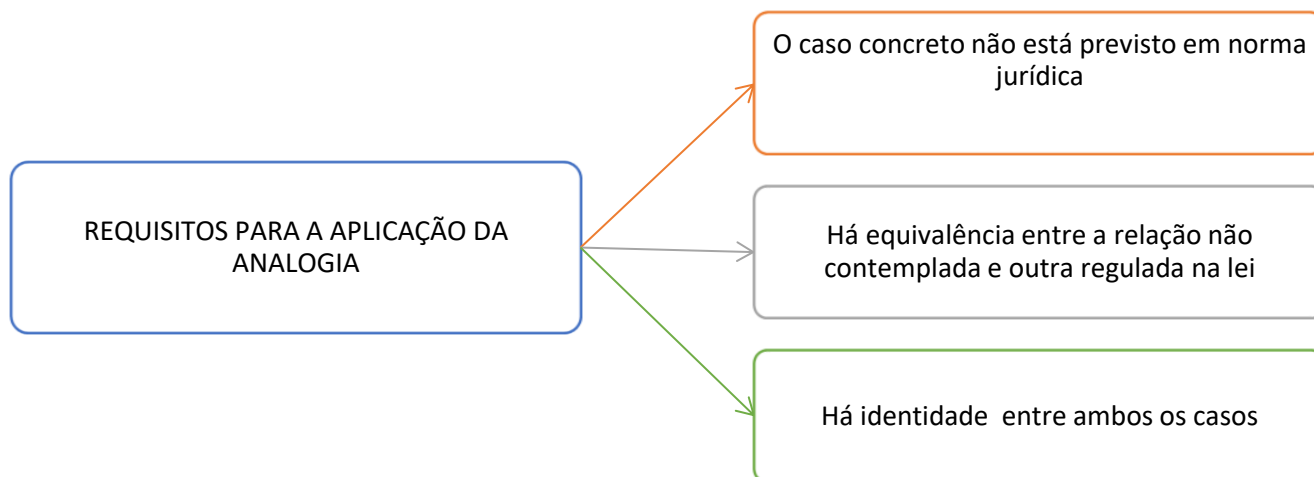 O caso concreto não está previsto em norma
jurídica
REQUISITOS PARA A APLICAÇÃO DA
ANALOGIA
Há equivalência entre a relação não
contemplada e outra regulada na lei
Há identidade entre ambos os casos